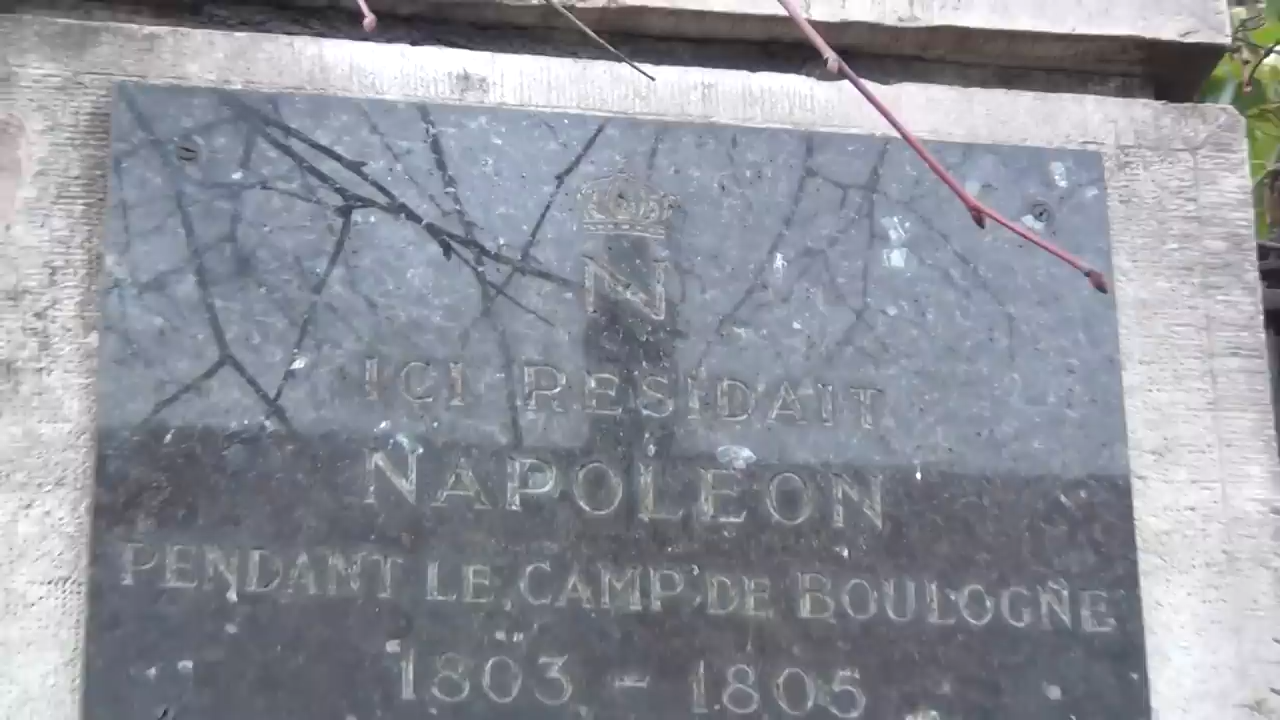 N
ICI RESIDAIT
NAPOLEON
PENDANT LE CAMP DE BOULOGNE
1803 - 1805